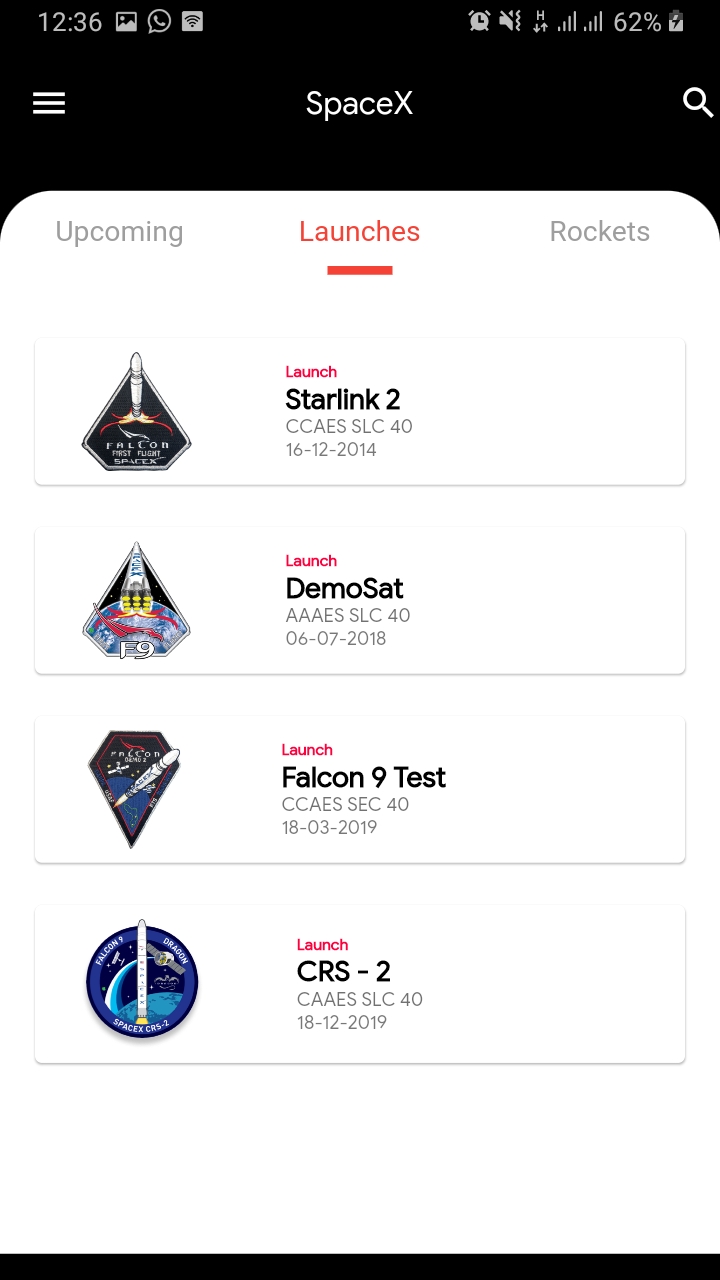 12:36
H
62%
SpaceX
Upcoming
Launches
Rockets
FALCON
FIRST FLIGHT
SPACEX
Launch
Starlink 2
CCAES SLC 40
16-12-2014
F9
Launch
DemoSat
AAAES SLC 40
06-07-2018
FALCON
DEMO 2
Launch
Falcon 9 Test
CCAES SEC 40
18-03-2019
FALCON 9
DRAGON
SPACEX CRS-2
Launch
CRS - 2
CAAES SLC 40
18-12-2019